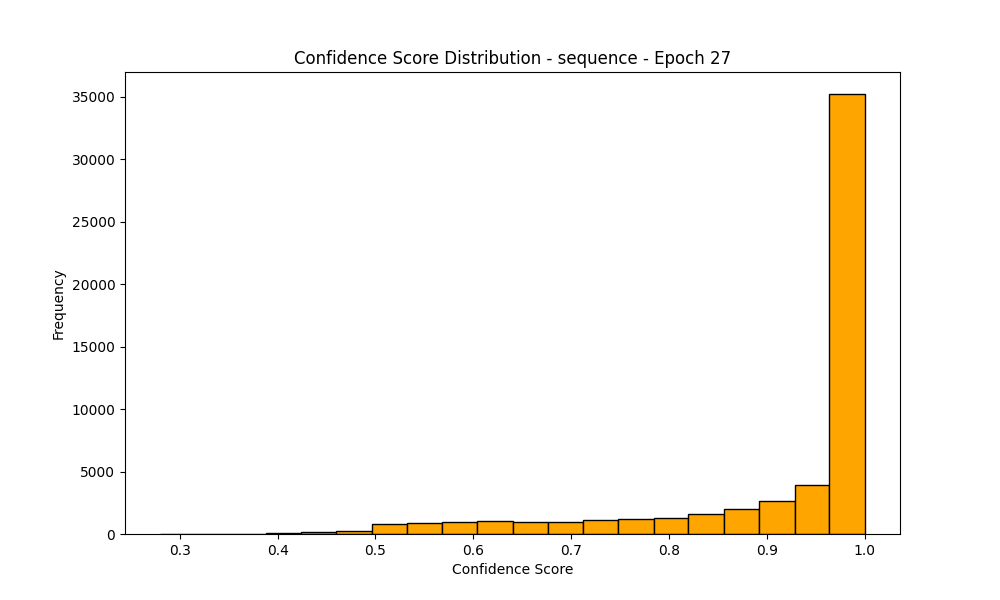 Confidence Score Distribution - sequence - Epoch 27
35000
30000
25000
20000
15000
10000
5000
0
Frequency
0.3 0.4 0.5 0.6 0.7 0.8 0.9 1.0
Confidence Score